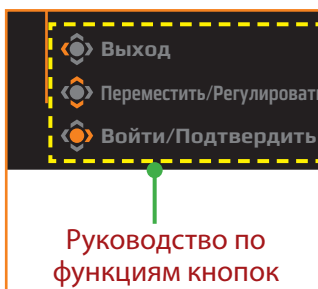 Выход
Переместить/Регулировать
Войти/Подтвердить
Руководство по
функциям кнопок